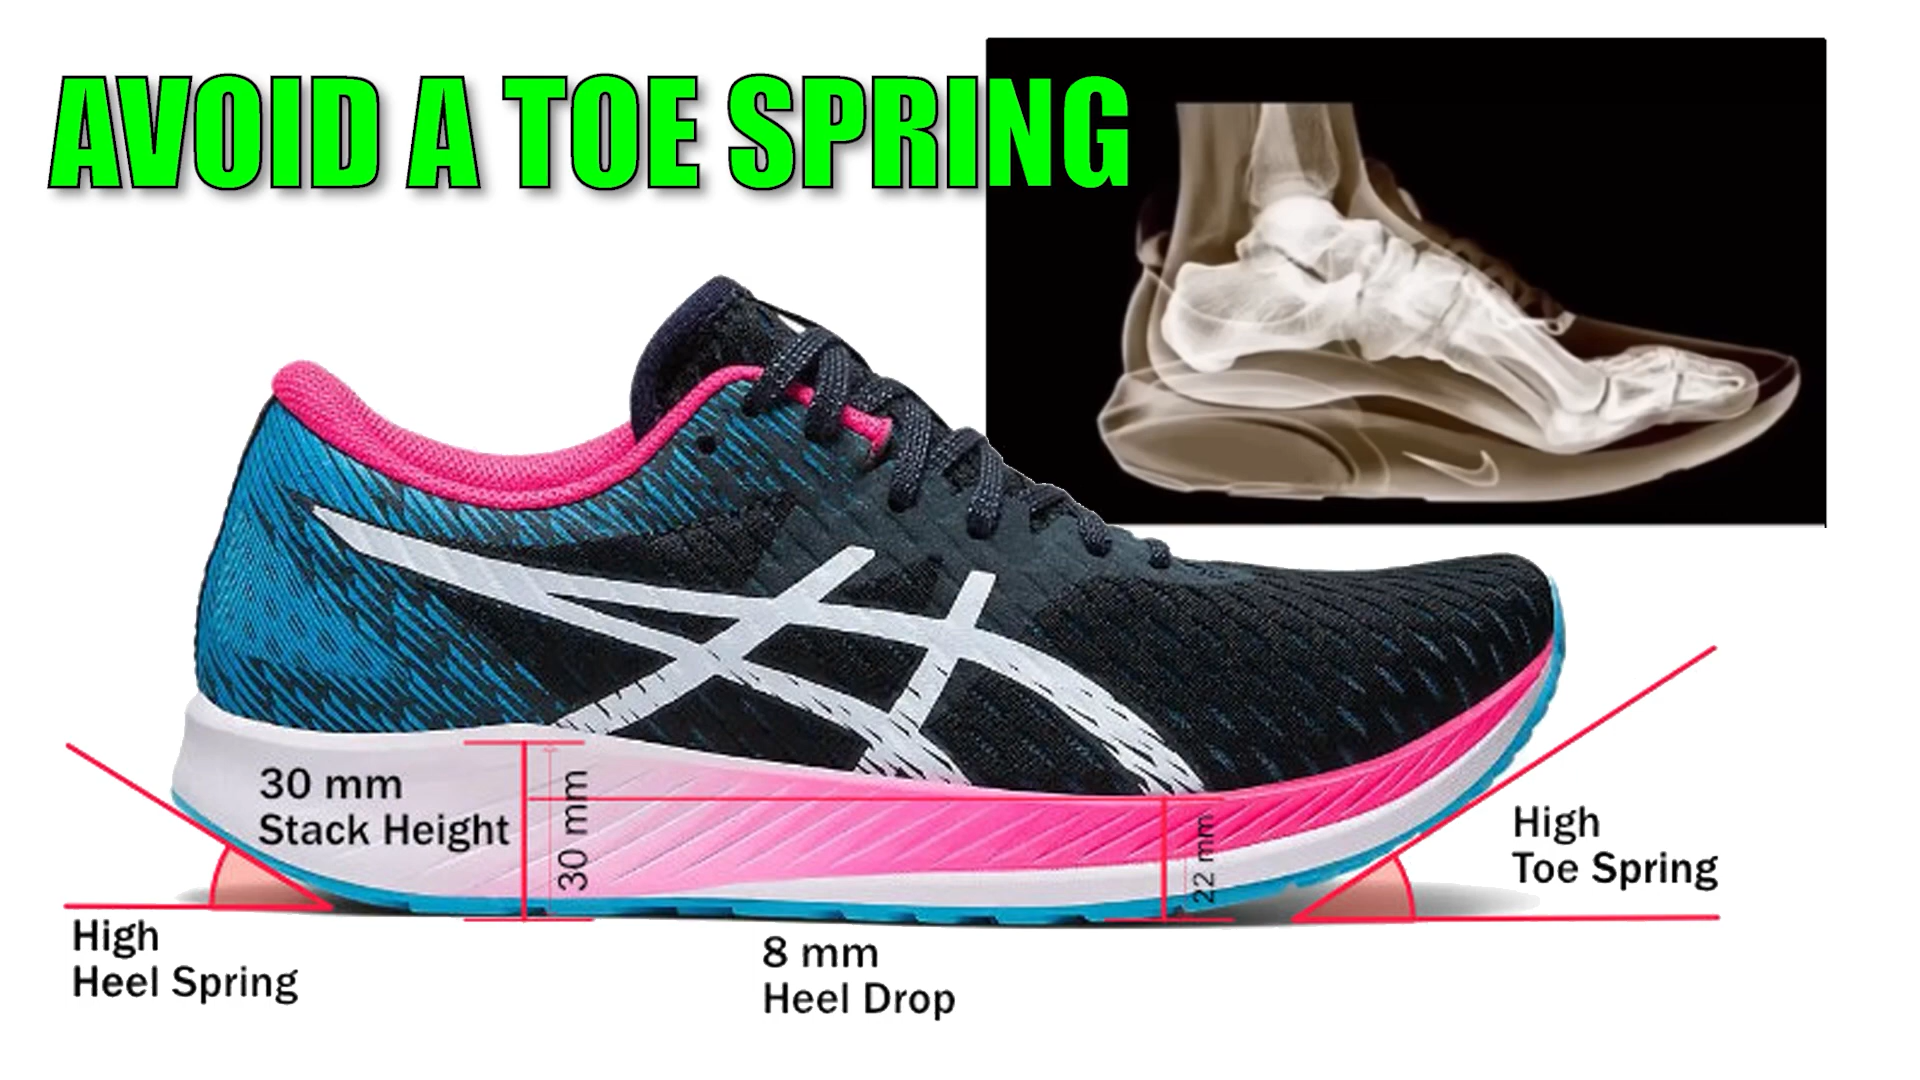 AVOID A TOE SPRING
30 mm
Stack Height
30 mm
22 mm
High
Toe Spring
High
Heel Spring
8 mm
Heel Drop